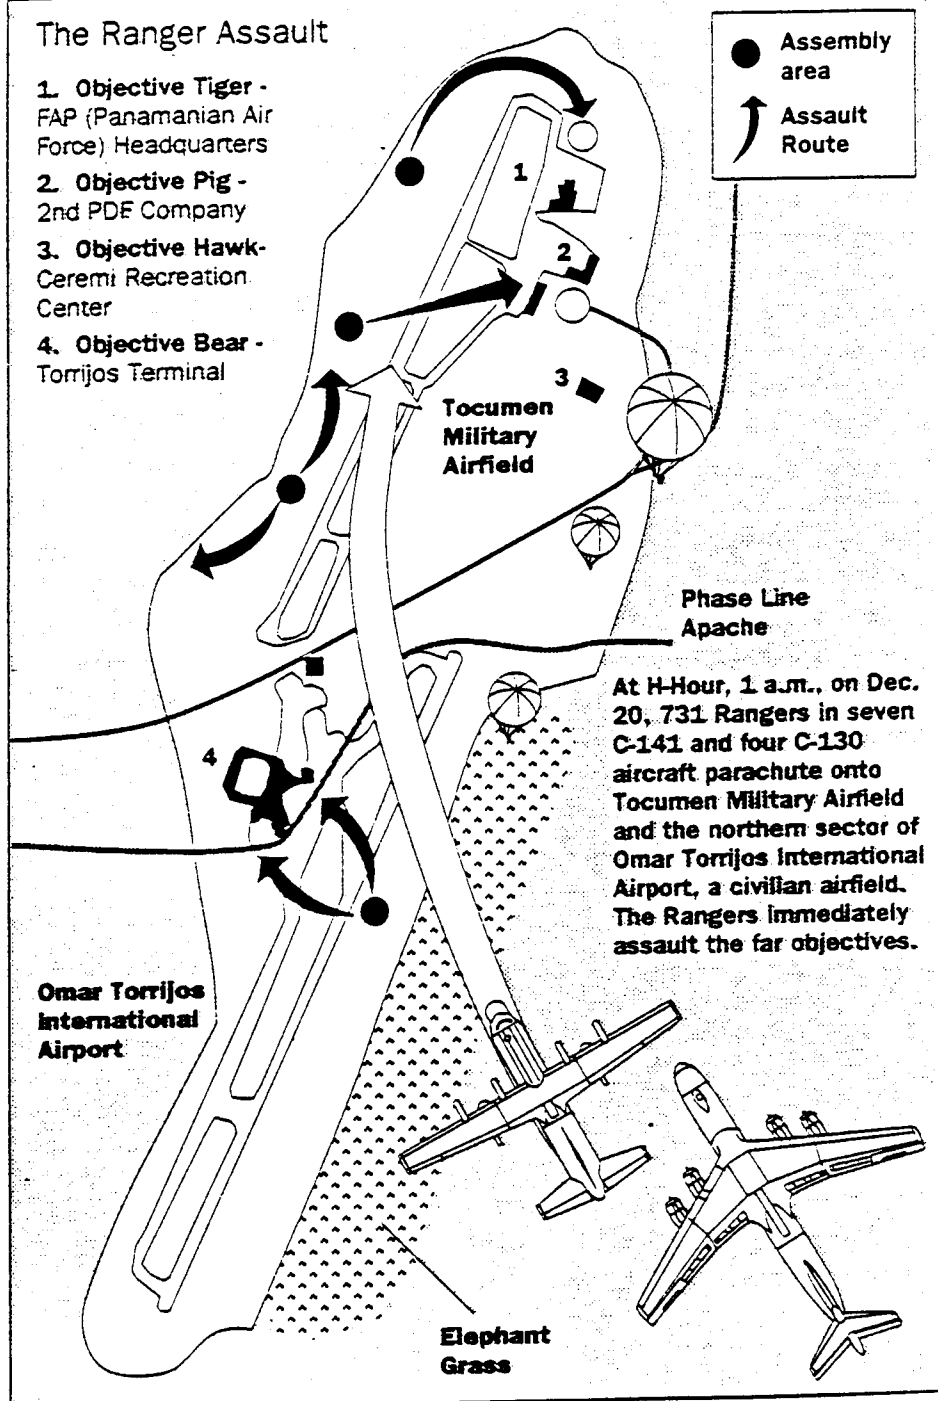 The Ranger Assault
1. Objective Tiger -
FAP (Panamanian Air
Force) Headquarters
2. Objective Pig -
2nd PDF Company
3. Objective Hawk-
Ceremi Recreation
Center
4. Objective Bear -
Torrijos Terminal
Assembly
area
Assault
Route
1
2
3
Tocumen
Military
Airfield
Phase Line
Apache
At H-Hour, 1 a.m., on Dec.
20, 731 Rangers in seven
C-141 and four C-130
aircraft parachute onto
Tocumen Military Airfield
and the northern sector of
Omar Torrijos International
Airport, a civilian airfield.
The Rangers immediately
assault the far objectives.
4
Omar Torrijos
International
Airport
Elephant
Grass